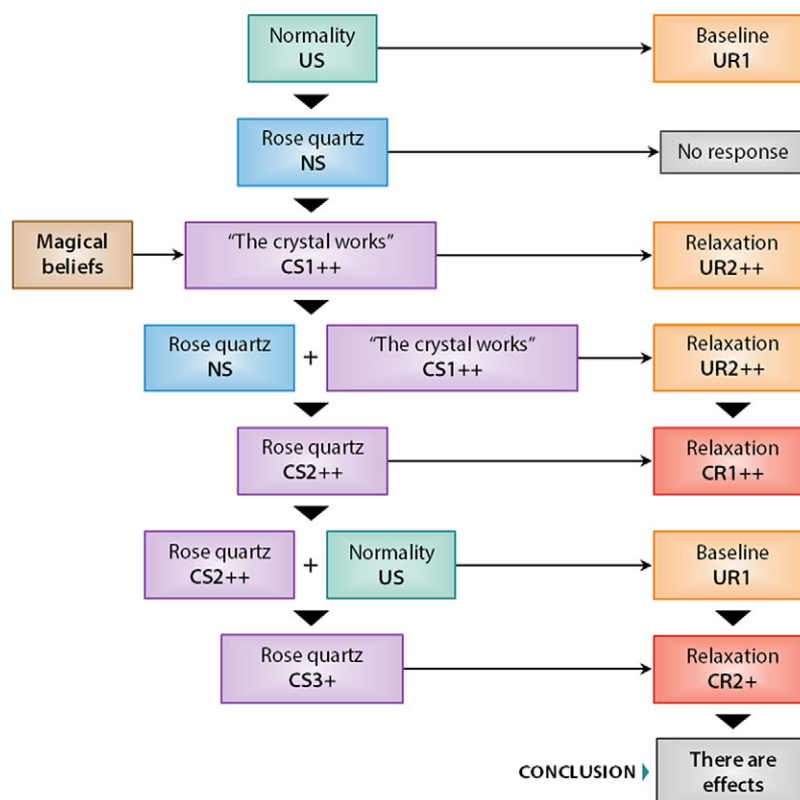 Normality
US
Baseline
UR1
Rose quartz
NS
No response
Magical
beliefs
“The crystal works”
CS1++
Relaxation
UR2++
Rose quartz
NS
+
“The crystal works”
CS1++
Relaxation
UR2++
Rose quartz
CS2++
Relaxation
CR1++
Rose quartz
CS2++
+
Normality
US
Baseline
UR1
Rose quartz
CS3+
Relaxation
CR2+
CONCLUSION
There are
effects